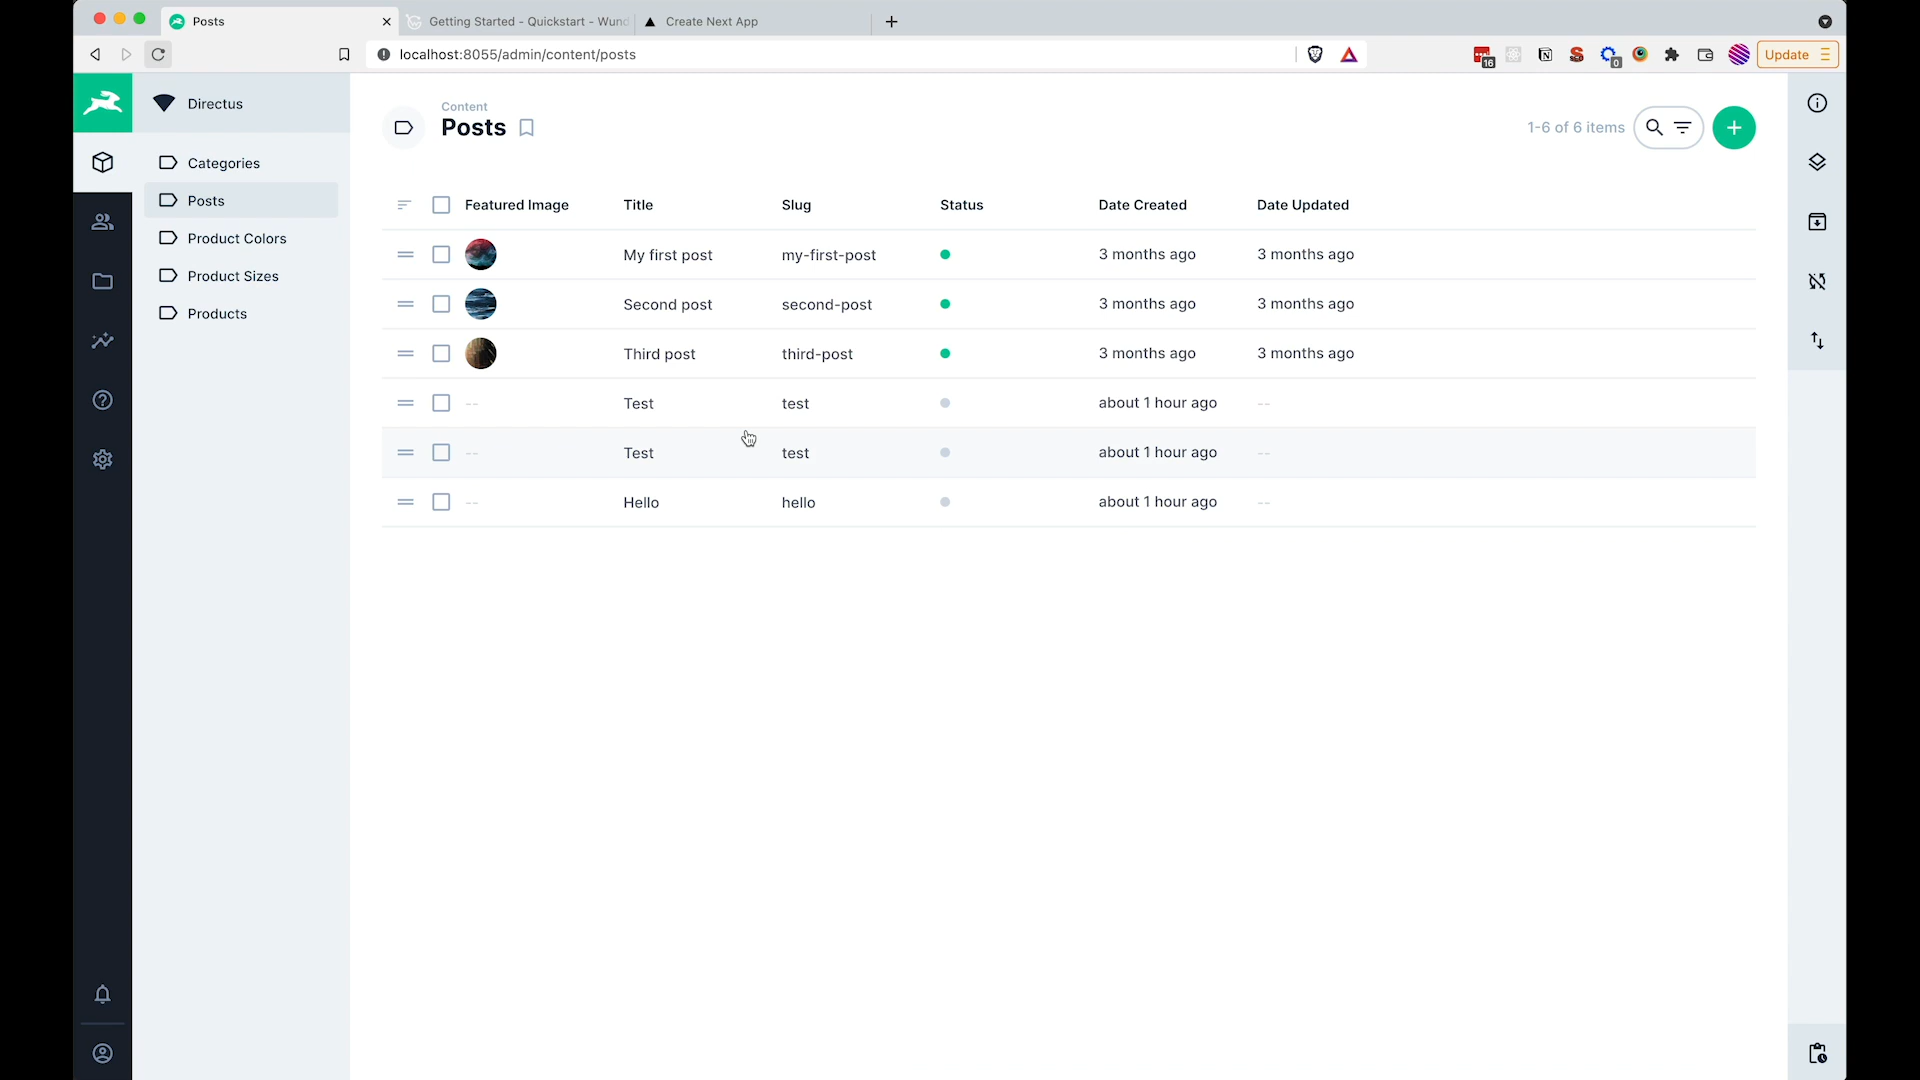 Posts
Getting Started - Quickstart - Wund
Create Next App
localhost:8055/admin/content/posts
16
0
Update
Directus
Categories
Posts
Product Colors
Product Sizes
Products
Content
Posts
1-6 of 6 items
Featured Image Title Slug Status Date Created Date Updated
My first post my-first-post 3 months ago 3 months ago
Second post second-post 3 months ago 3 months ago
Third post third-post 3 months ago 3 months ago
-- Test test about 1 hour ago --
-- Test test about 1 hour ago --
-- Hello hello about 1 hour ago --